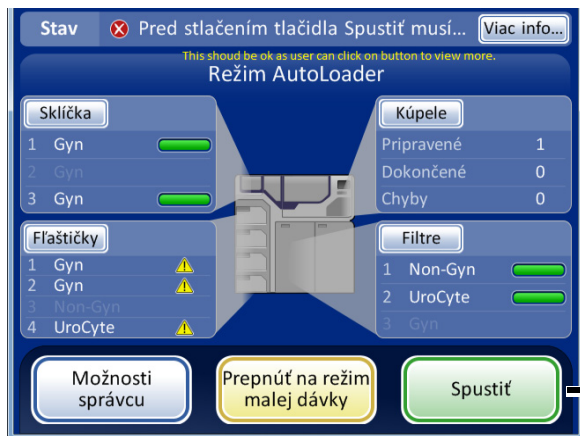 Stav Pred stlačením tlačidla Spustiť musí... Viac info...
This shoud be ok as user can click on button to view more.
Režim AutoLoader
Sklíčka
1 Gyn
2 Gyn
3 Gyn
Kúpele
Pripravené 1
Dokončené 0
Chyby 0
Fľaštičky
1 Gyn
2 Gyn
3 Non-Gyn
4 UroCyte
Filtre
1 Non-Gyn
2 UroCyte
3 Gyn
Možnosti
správcu
Prepnúť na režim
malej dávky
Spustiť